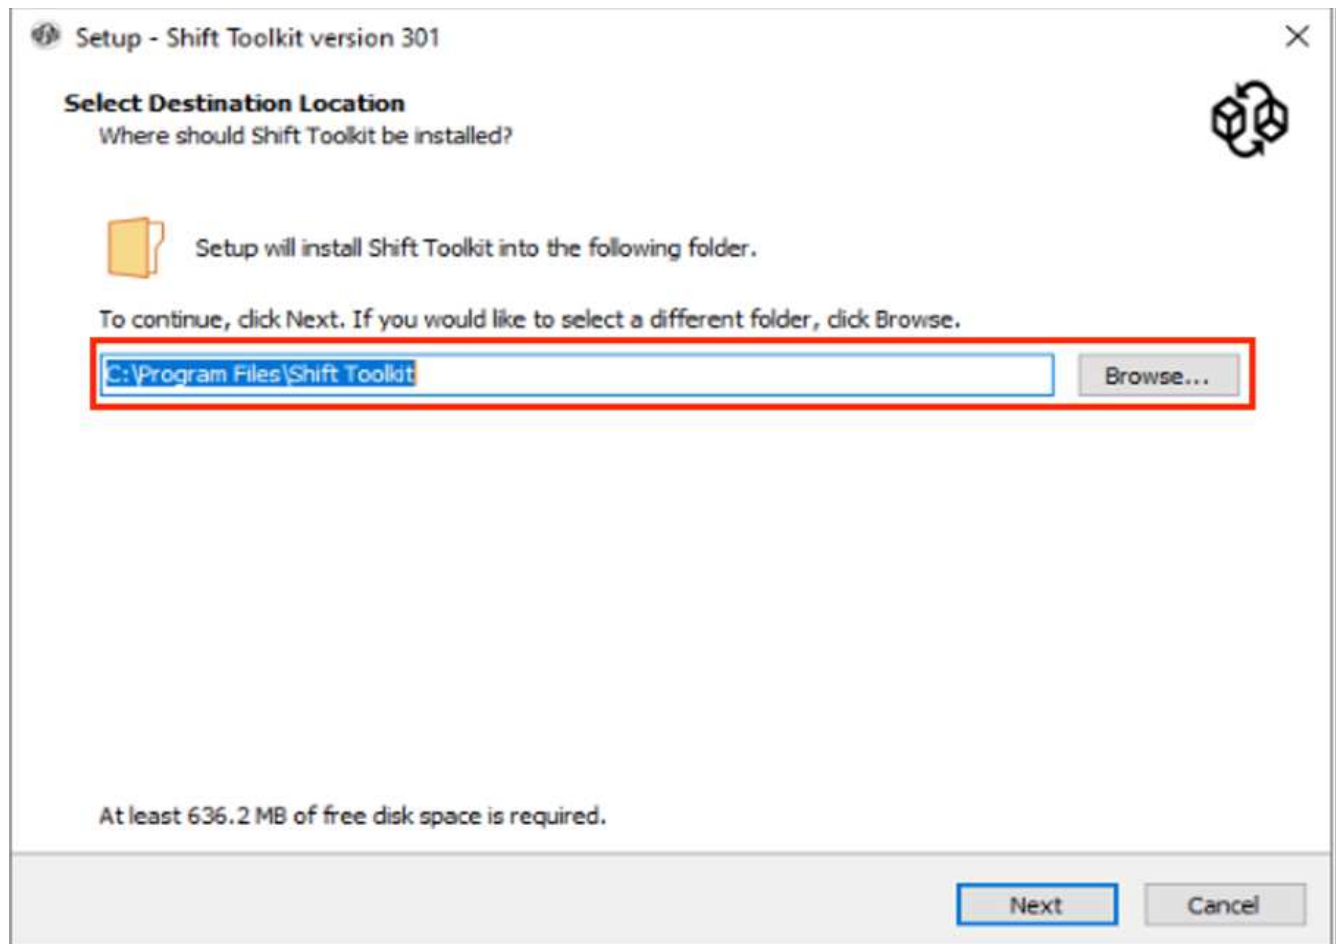 Setup - Shift Toolkit version 301
Select Destination Location
Where should Shift Toolkit be installed?
Setup will install Shift Toolkit into the following folder.
To continue, click Next. If you would like to select a different folder, click Browse.
C:\Program Files\Shift Toolkit
Browse...
At least 636.2 MB of free disk space is required.
Next
Cancel